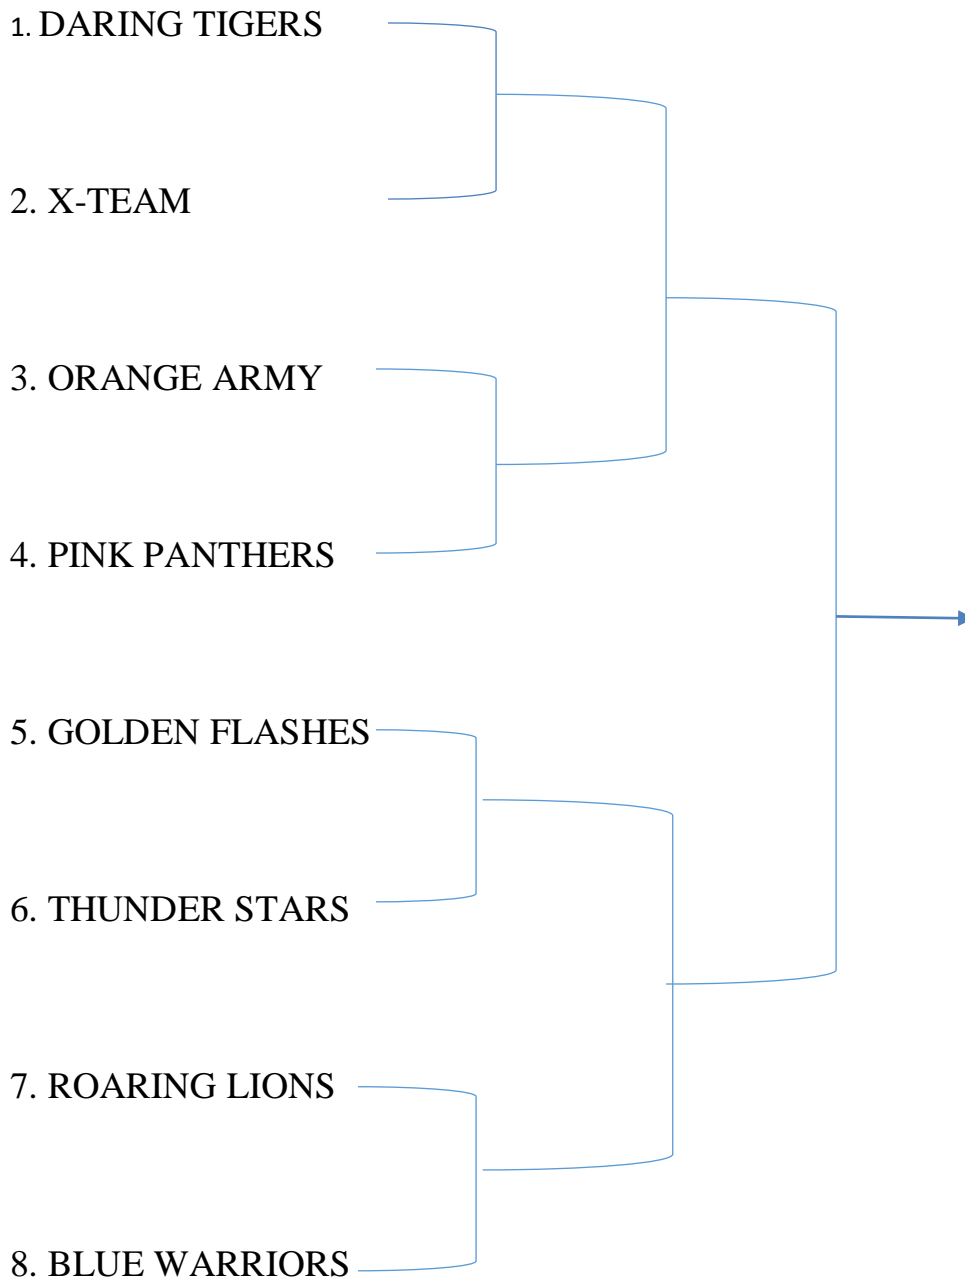 1. DARING TIGERS
2. X-TEAM
3. ORANGE ARMY
4. PINK PANTHERS
5. GOLDEN FLASHES
6. THUNDER STARS
7. ROARING LIONS
8. BLUE WARRIORS